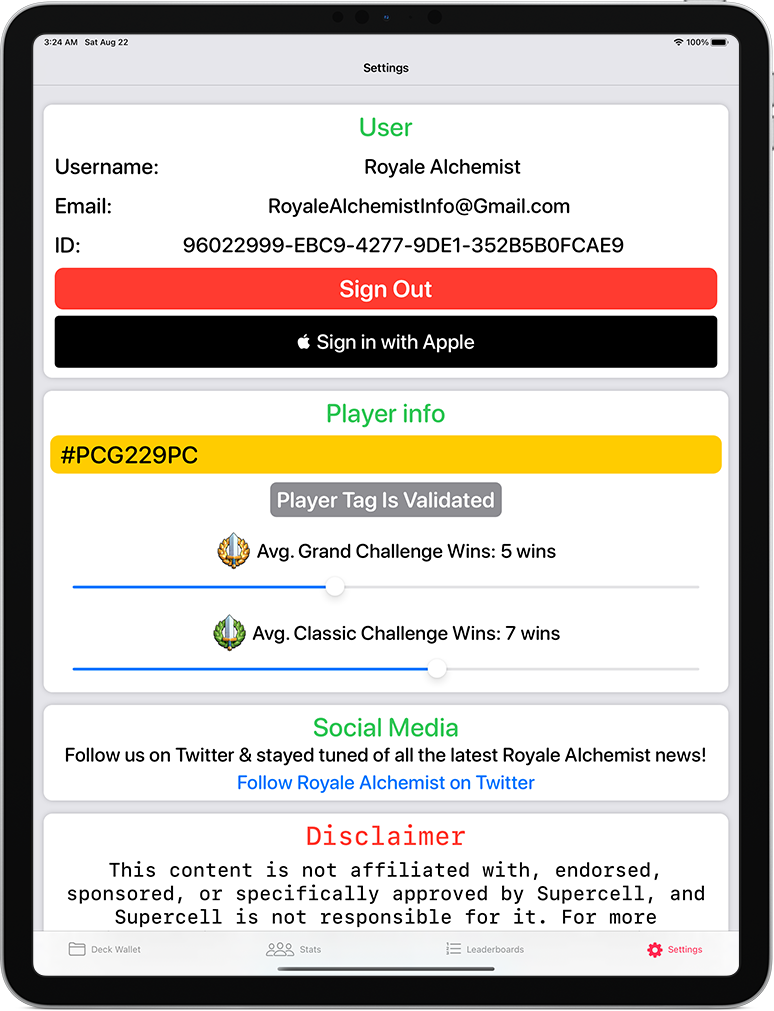 3:24 AM Sat Aug 22
100%
Settings
User
Username: Royale Alchemist
Email: RoyaleAlchemistInfo@Gmail.com
ID: 96022999-EBC9-4277-9DE1-352B5B0FCAE9
Sign Out
Sign in with Apple
Player info
#PCG229PC
Player Tag Is Validated
Avg. Grand Challenge Wins: 5 wins
Avg. Classic Challenge Wins: 7 wins
Social Media
Follow us on Twitter & stayed tuned of all the latest Royale Alchemist news!
Follow Royale Alchemist on Twitter
Disclaimer
This content is not affiliated with, endorsed,
sponsored, or specifically approved by Supercell, and
Supercell is not responsible for it. For more
Deck Wallet
Stats
Leaderboards
Settings